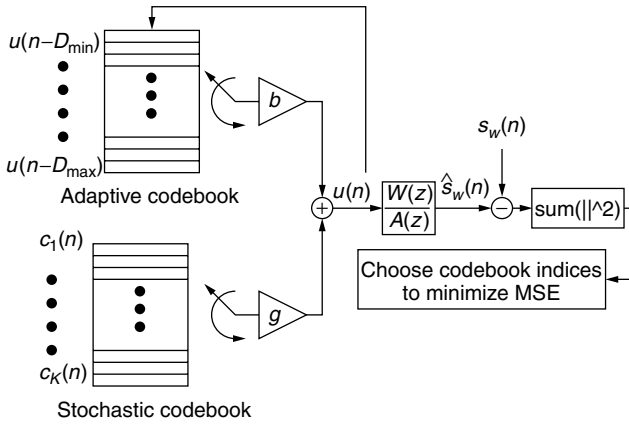 u(n−D_min)
u(n−D_max)
Adaptive codebook
b
s_w(n)
u(n)
W(z)
A(z)
ŝ_w(n)
+
−
sum(||^2)
c_1(n)
c_K(n)
g
Stochastic codebook
Choose codebook indices
to minimize MSE